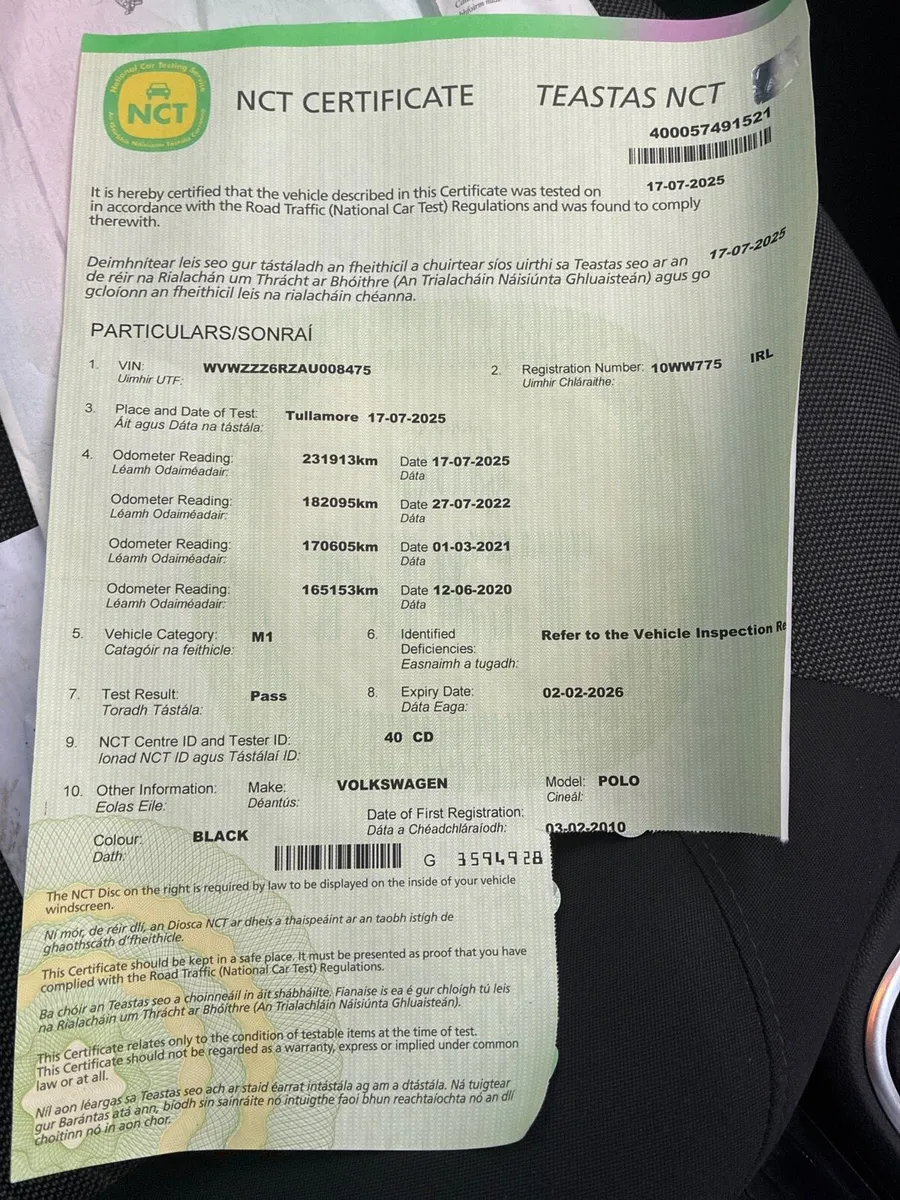 National Car Testing Service
NCT
NCT CERTIFICATE
TEASTAS NCT
400057491521
It is hereby certified that the vehicle described in this Certificate was tested on 17-07-2025
in accordance with the Road Traffic (National Car Test) Regulations and was found to comply
therewith.
Deimhnítear leis seo gur tástáladh an fheithicil a chuirtear síos uirthi sa Teastas seo ar an 17-07-2025
de réir na Rialachán um Thrácht ar Bhóithre (An Trialacháin Náisiúnta Ghluaisteán) agus go
gcloíonn an fheithicil leis na rialacháin chéanna.
PARTICULARS/SONRAÍ
1. VIN: WVWZZZ6RZAU008475 2. Registration Number: 10WW775 IRL
Uimhir UTF: Uimhir Chláraithe:
3. Place and Date of Test: Tullamore 17-07-2025
Áit agus Dáta na tástála:
4. Odometer Reading: 231913km Date 17-07-2025
Léamh Odaiméadair: Dáta
Odometer Reading: 182095km Date 27-07-2022
Léamh Odaiméadair: Dáta
Odometer Reading: 170605km Date 01-03-2021
Léamh Odaiméadair: Dáta
Odometer Reading: 165153km Date 12-06-2020
Léamh Odaiméadair: Dáta
5. Vehicle Category: M1 6. Identified Refer to the Vehicle Inspection Re
Catagóir na feithicle: Deficiencies:
Easnaimh a tugadh:
7. Test Result: Pass 8. Expiry Date: 02-02-2026
Toradh Tástála: Dáta Eaga:
9. NCT Centre ID and Tester ID: 40 CD
Ionad NCT ID agus Tástálaí ID:
10. Other Information: Make: VOLKSWAGEN Model: POLO
Eolas Eile: Déantús: Cineál:
Date of First Registration:
Colour: BLACK Dáta a Chéadchláraíodh: 03-02-2010
Dath:
G 3594928
The NCT Disc on the right is required by law to be displayed on the inside of your vehicle
windscreen.
Ní mór, de réir dlí, an Diosca NCT ar dheis a thaispeáint ar an taobh istigh de
ghaothscáth d'fheithicle.
This Certificate should be kept in a safe place. It must be presented as proof that you have
complied with the Road Traffic (National Car Test) Regulations.
Ba chóir an Teastas seo a choinneáil in áit shábháilte. Fianaise is ea é gur chloígh tú leis
na Rialacháin um Thrácht ar Bhóithre (An Trialachláin Náisiúnta Ghluaisteán).
This Certificate relates only to the condition of testable items at the time of test.
This Certificate should not be regarded as a warranty, express or implied under common
law or at all.
Níl aon léargas sa Teastas seo ach ar staid éarrat intástála ag am a dtástála. Ná tuigtear
gur Barántas atá ann, bíodh sin sainráite nó intuigthe faoi bhun reachtaíochta nó an dlí
choitinn nó in aon chor.